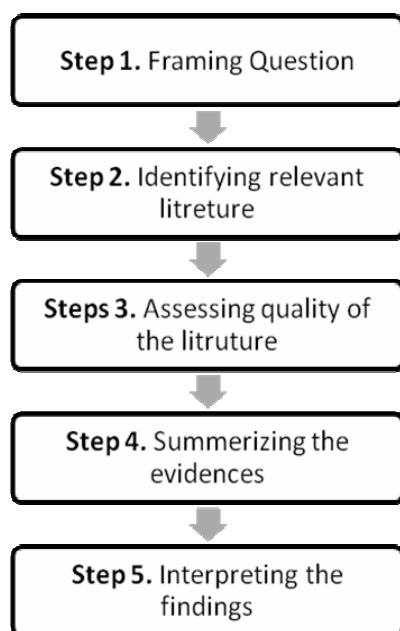 Step 1. Framing Question
Step 2. Identifying relevant
litreture
Steps 3. Assessing quality of
the litruture
Step 4. Summerizing the
evidences
Step 5. Interpreting the
findings